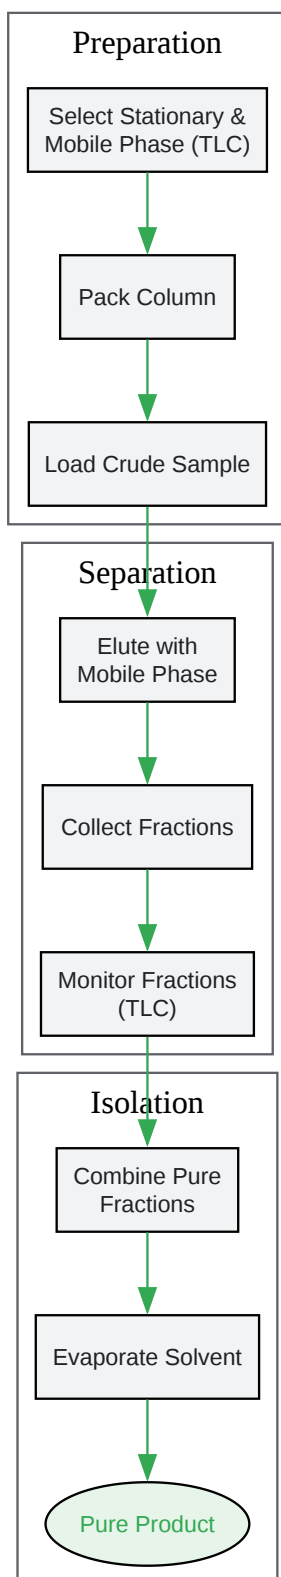 Preparation
Select Stationary &
Mobile Phase (TLC)
Pack Column
Load Crude Sample
Separation
Elute with
Mobile Phase
Collect Fractions
Monitor Fractions
(TLC)
Isolation
Combine Pure
Fractions
Evaporate Solvent
Pure Product